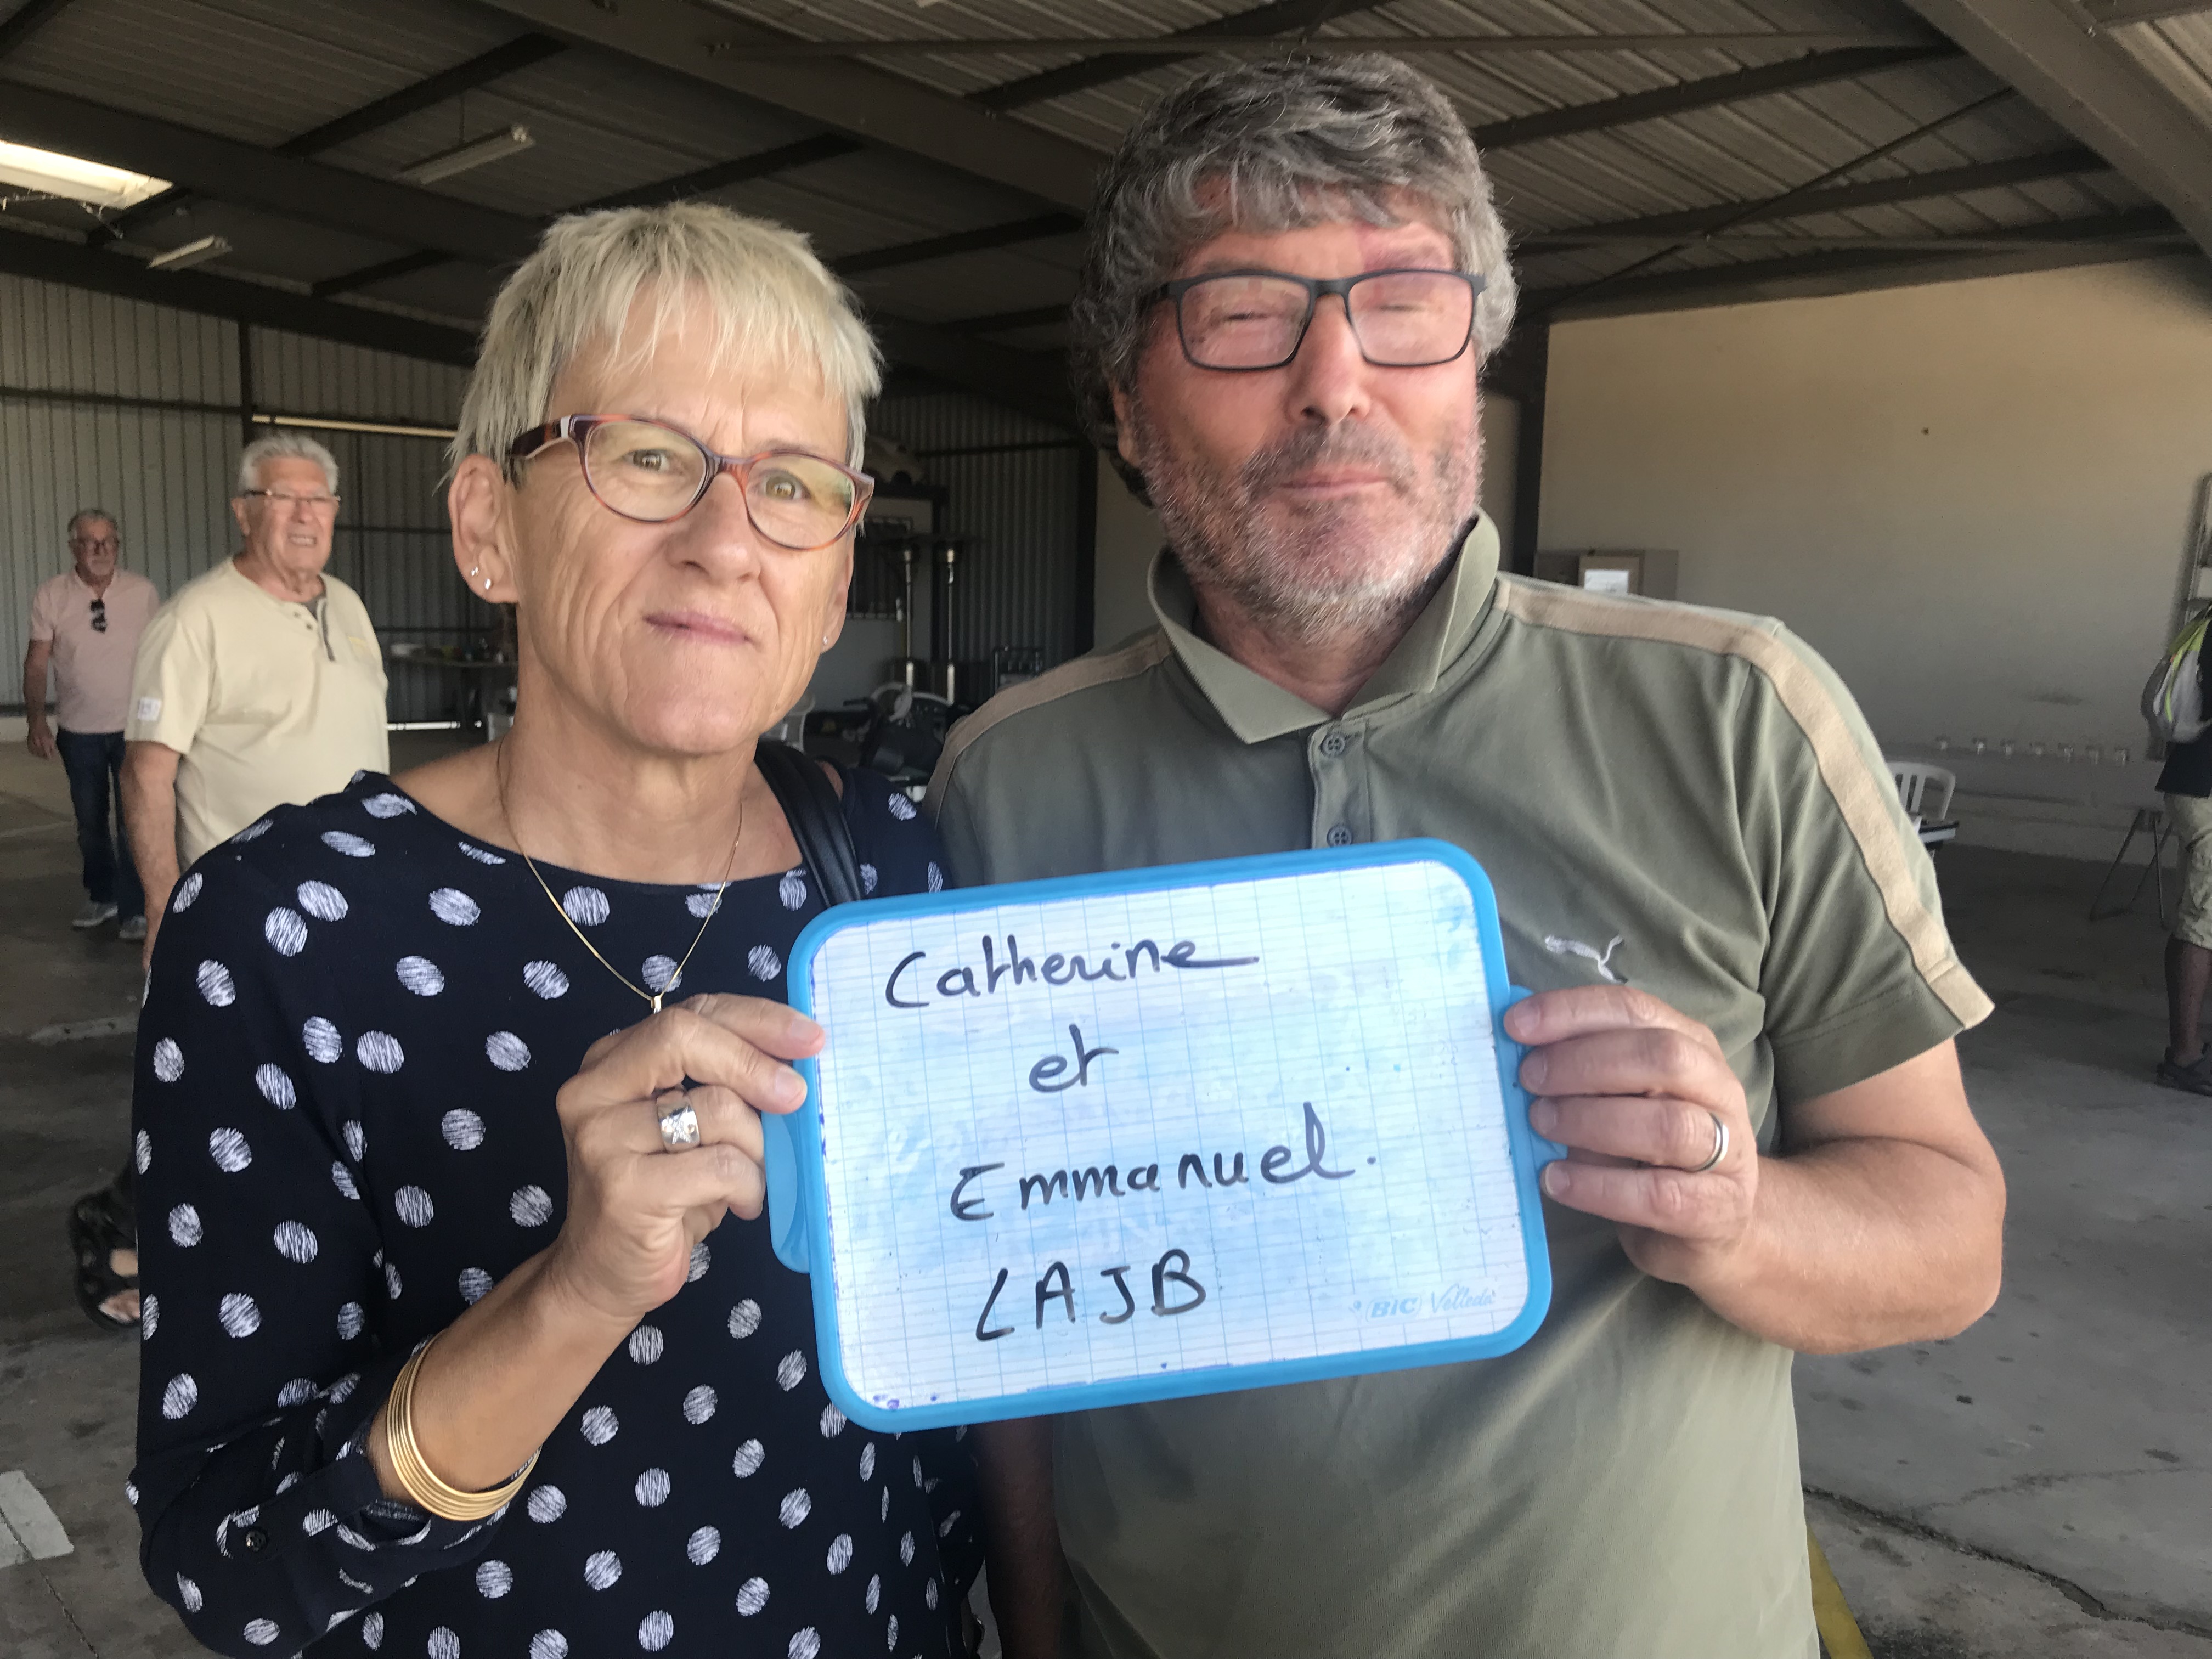 Catherine
et
Emmanuel.
LAJB
BIC Velleda